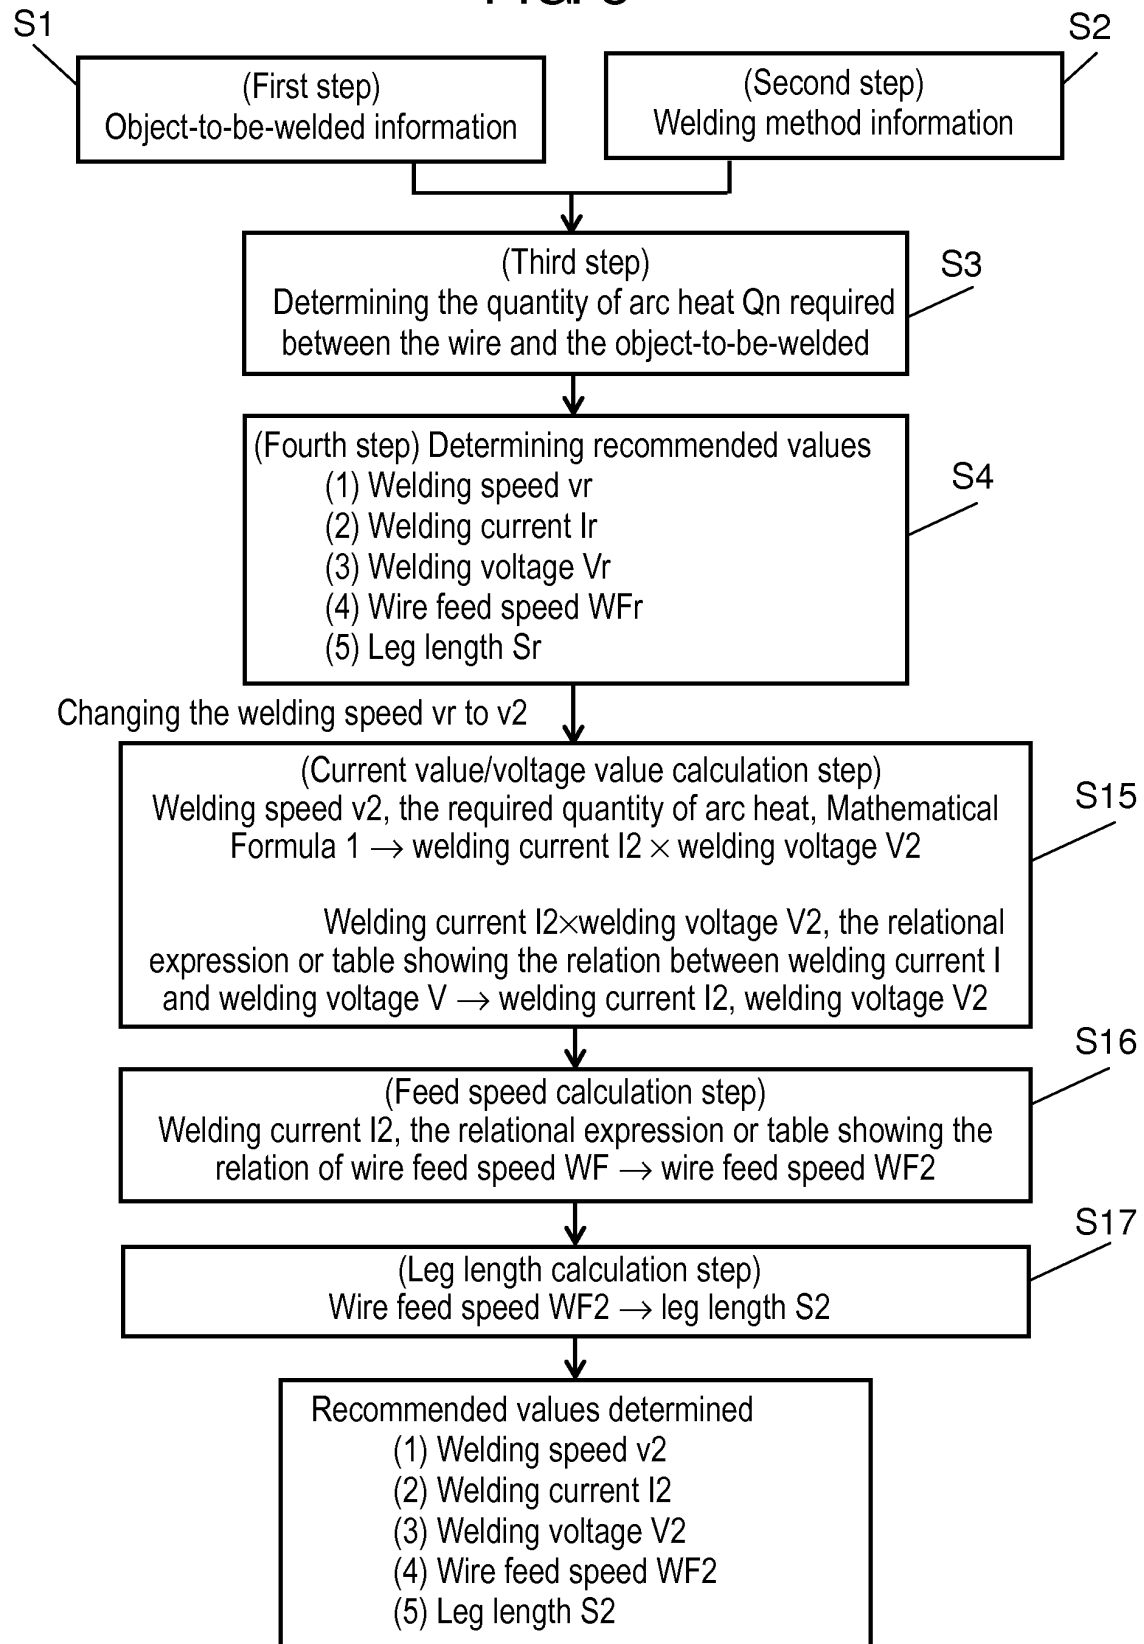 S1
S2
(First step)
Object-to-be-welded information
(Second step)
Welding method information
(Third step)
Determining the quantity of arc heat Qn required
between the wire and the object-to-be-welded
S3
(Fourth step) Determining recommended values
(1) Welding speed vr
(2) Welding current Ir
(3) Welding voltage Vr
(4) Wire feed speed WFr
(5) Leg length Sr
S4
Changing the welding speed vr to v2
(Current value/voltage value calculation step)
Welding speed v2, the required quantity of arc heat, Mathematical
Formula 1 → welding current I2 × welding voltage V2
Welding current I2×welding voltage V2, the relational
expression or table showing the relation between welding current I
and welding voltage V → welding current I2, welding voltage V2
S15
(Feed speed calculation step)
Welding current I2, the relational expression or table showing the
relation of wire feed speed WF → wire feed speed WF2
S16
(Leg length calculation step)
Wire feed speed WF2 → leg length S2
S17
Recommended values determined
(1) Welding speed v2
(2) Welding current I2
(3) Welding voltage V2
(4) Wire feed speed WF2
(5) Leg length S2